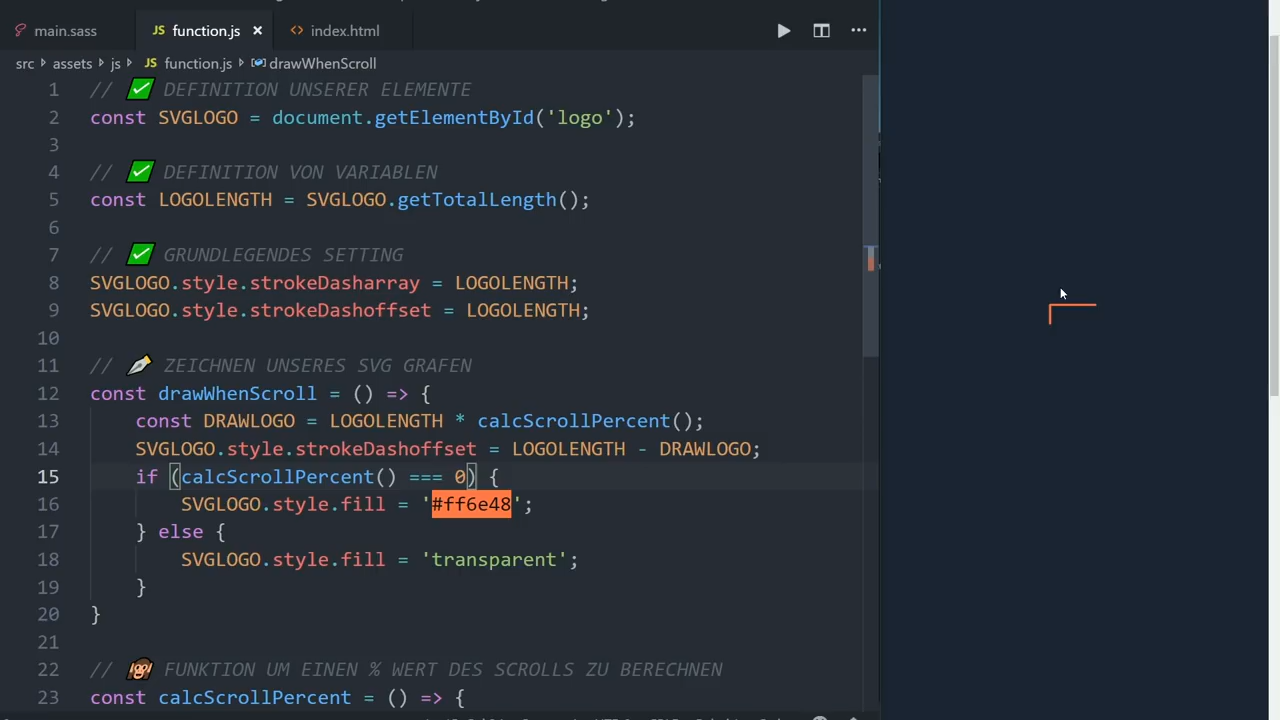 main.sass
JS function.js ×
<> index.html
src assets js JS function.js drawWhenScroll
1 // ✅ DEFINITION UNSERER ELEMENTE
2 const SVGLOGO = document.getElementById('logo');
3
4 // ✅ DEFINITION VON VARIABLEN
5 const LOGOLENGTH = SVGLOGO.getTotalLength();
6
7 // ✅ GRUNDLEGENDES SETTING
8 SVGLOGO.style.strokeDasharray = LOGOLENGTH;
9 SVGLOGO.style.strokeDashoffset = LOGOLENGTH;
10
11 // ✒️ ZEICHNEN UNSERES SVG GRAFEN
12 const drawWhenScroll = () => {
13 const DRAWLOGO = LOGOLENGTH * calcScrollPercent();
14 SVGLOGO.style.strokeDashoffset = LOGOLENGTH - DRAWLOGO;
15 if (calcScrollPercent() === 0) {
16 SVGLOGO.style.fill = '#ff6e48';
17 } else {
18 SVGLOGO.style.fill = 'transparent';
19 }
20 }
21
22 // 🙉 FUNKTION UM EINEN % WERT DES SCROLLS ZU BERECHNEN
23 const calcScrollPercent = () => {